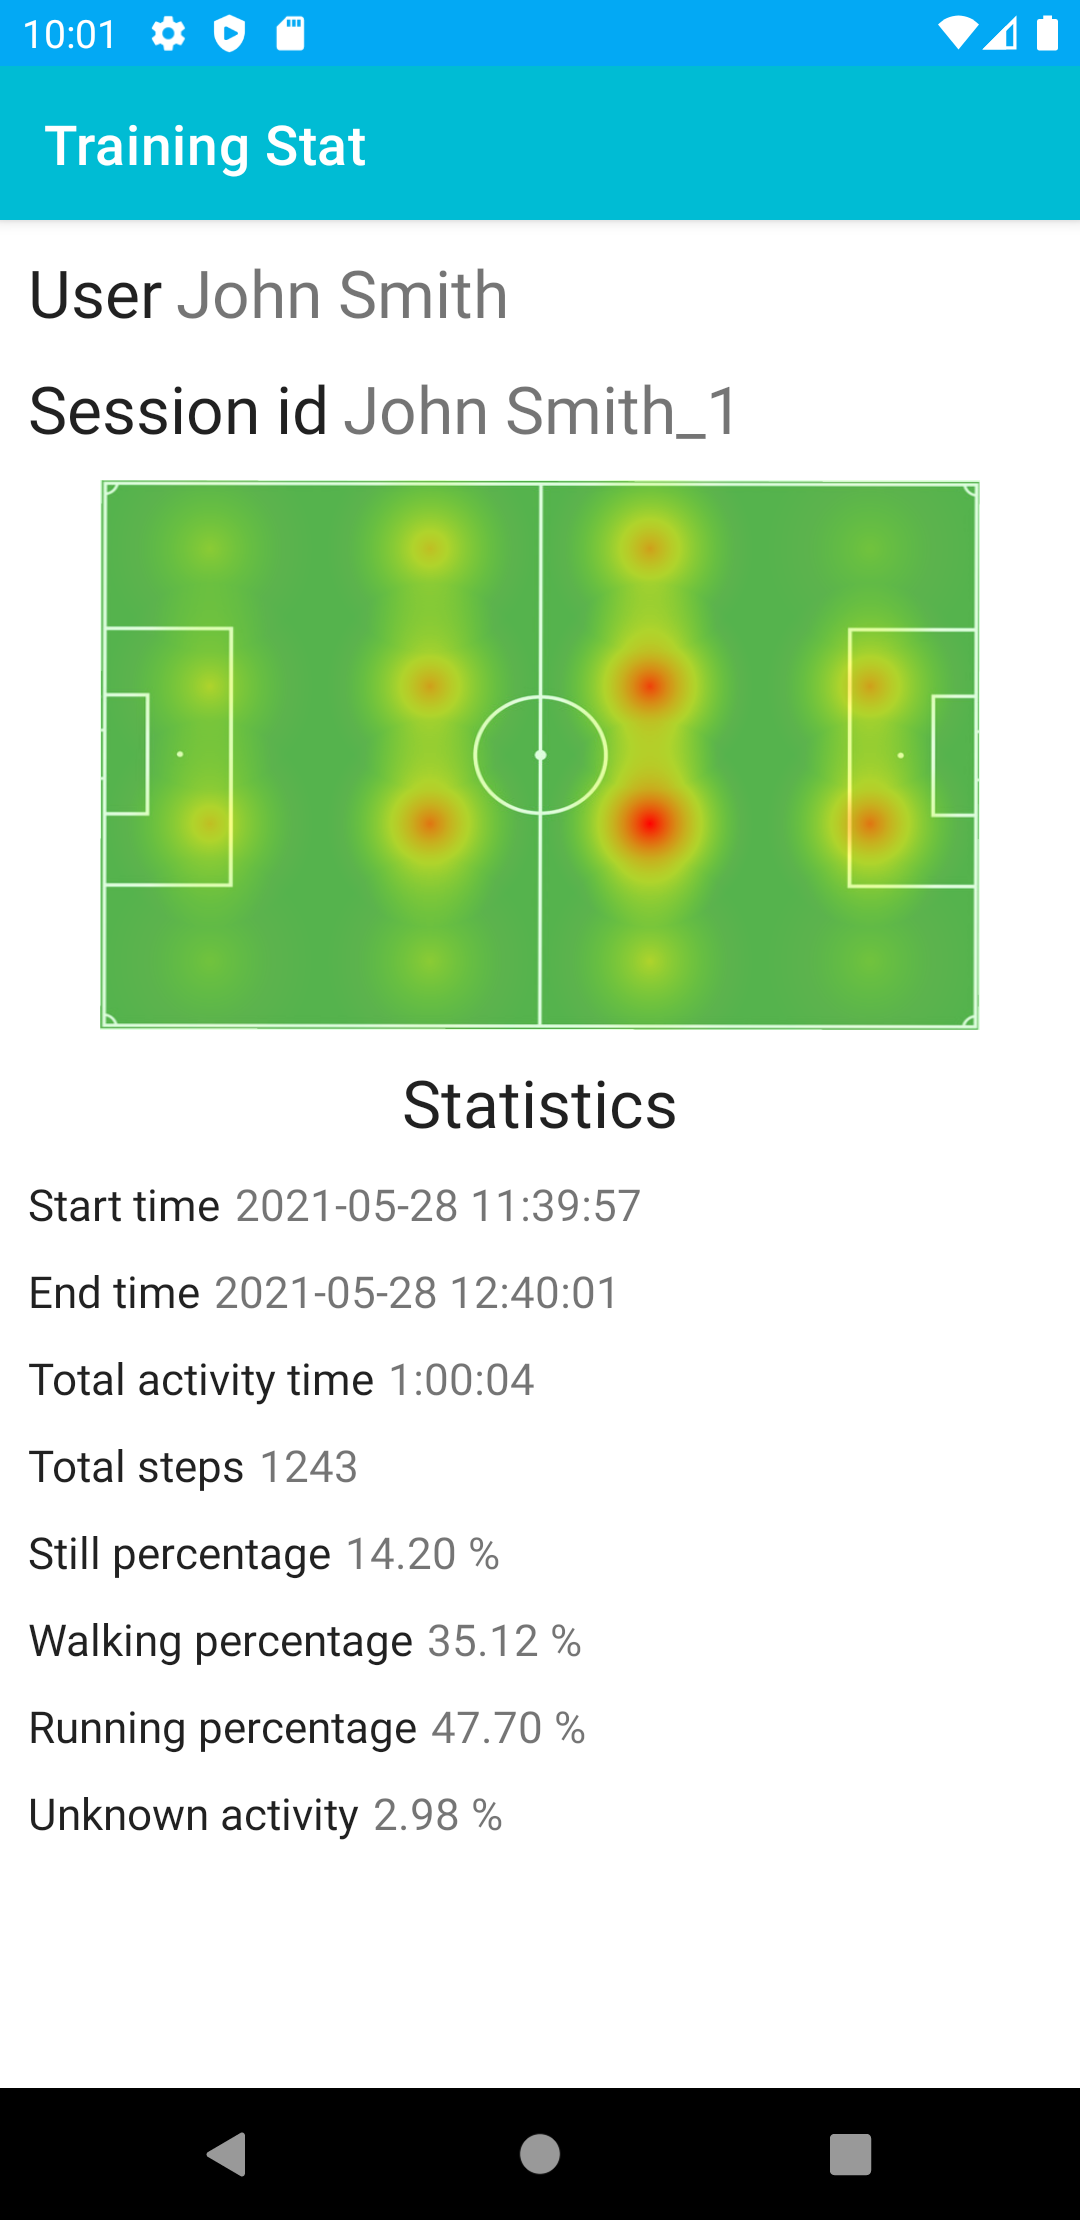 10:01
Training Stat
User John Smith
Session id John Smith_1
Statistics
Start time 2021-05-28 11:39:57
End time 2021-05-28 12:40:01
Total activity time 1:00:04
Total steps 1243
Still percentage 14.20 %
Walking percentage 35.12 %
Running percentage 47.70 %
Unknown activity 2.98 %